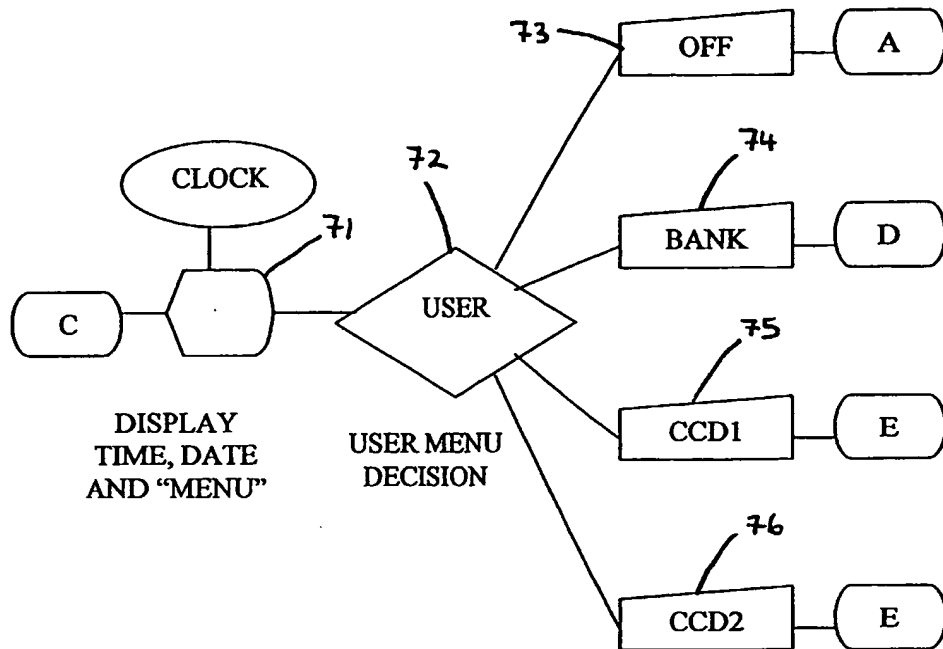 73
OFF
A
CLOCK
72
74
71
BANK
D
C
USER
75
DISPLAY
TIME, DATE
AND “MENU”
USER MENU
DECISION
CCD1
E
76
CCD2
E